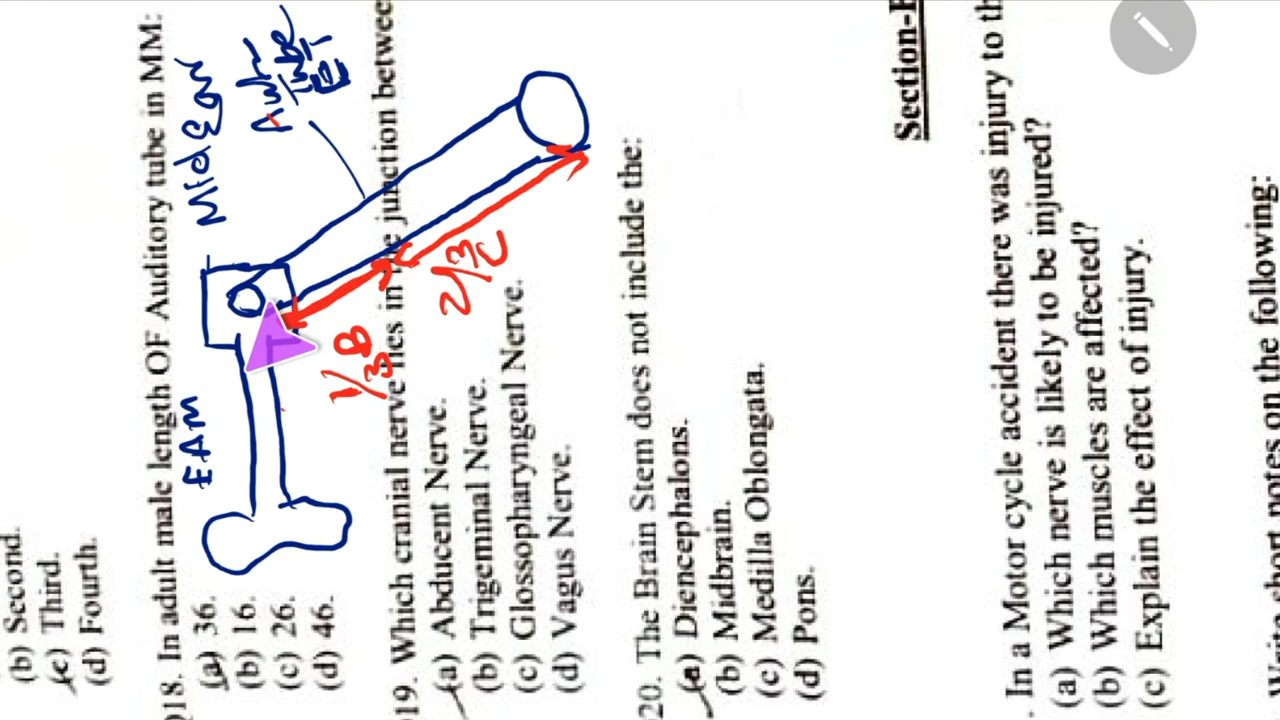 (b) Second.
(c) Third.
(d) Fourth.
18. In adult male length OF Auditory tube in MM:
(a) 36.
(b) 16.
(c) 26.
(d) 46.
EAM
Mid Ear
tube
ET
1/3 B
2/3 C
19. Which cranial nerve lies in the junction betwee
(a) Abducent Nerve.
(b) Trigeminal Nerve.
(c) Glossopharyngeal Nerve.
(d) Vagus Nerve.
20. The Brain Stem does not include the:
(a) Diencephalons.
(b) Midbrain.
(c) Medilla Oblongata.
(d) Pons.
Section-
. In a Motor cycle accident there was injury to th
(a) Which nerve is likely to be injured?
(b) Which muscles are affected?
(c) Explain the effect of injury.
Write short notes on the following: